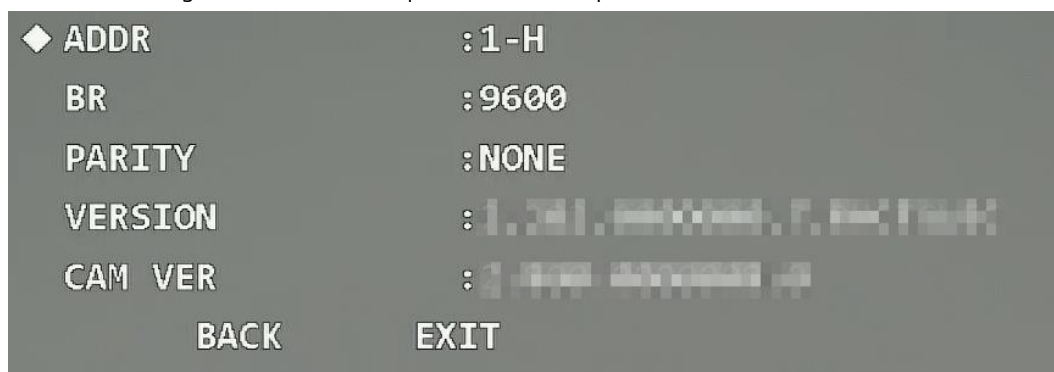 ADDR :1-H
BR :9600
PARITY :NONE
VERSION :
CAM VER :
BACK EXIT